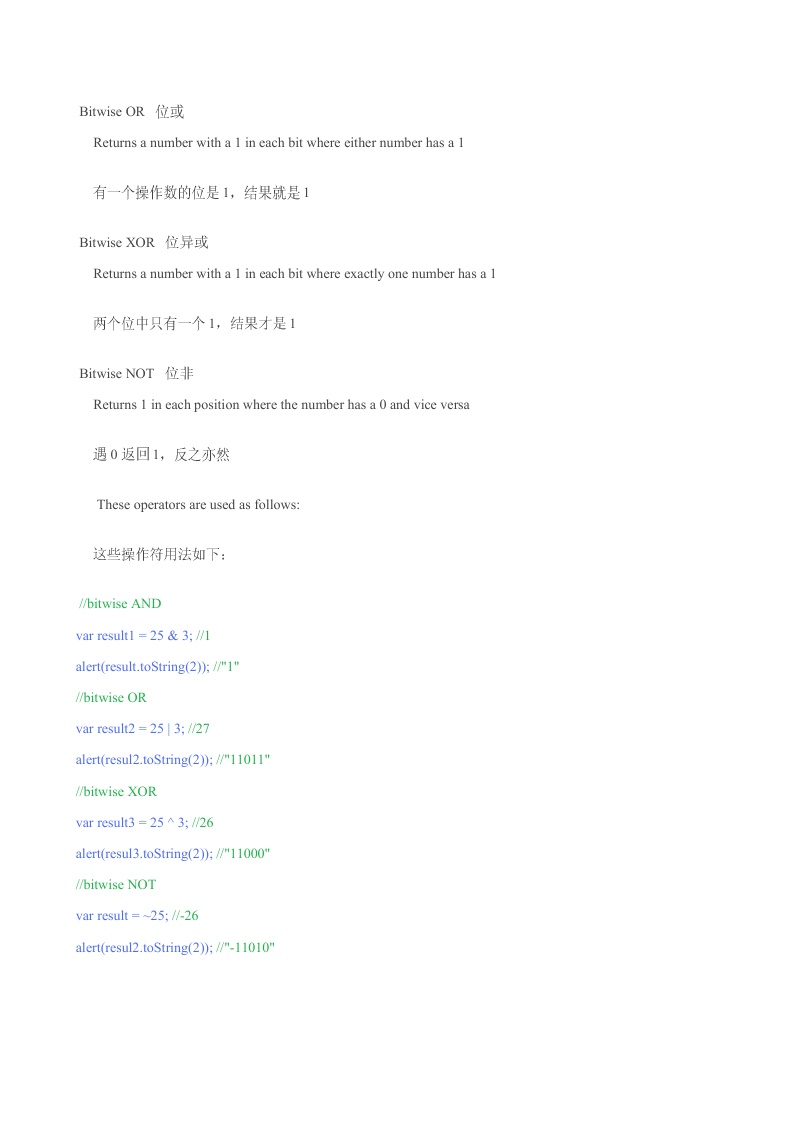 Bitwise OR 位或
Returns a number with a 1 in each bit where either number has a 1
有一个操作数的位是 1，结果就是 1
Bitwise XOR 位异或
Returns a number with a 1 in each bit where exactly one number has a 1
两个位中只有一个 1，结果才是 1
Bitwise NOT 位非
Returns 1 in each position where the number has a 0 and vice versa
遇 0 返回 1，反之亦然
These operators are used as follows:
这些操作符用法如下：
//bitwise AND
var result1 = 25 & 3; //1
alert(result.toString(2)); //"1"
//bitwise OR
var result2 = 25 | 3; //27
alert(resul2.toString(2)); //"11011"
//bitwise XOR
var result3 = 25 ^ 3; //26
alert(resul3.toString(2)); //"11000"
//bitwise NOT
var result = ~25; //-26
alert(resul2.toString(2)); //"-11010"